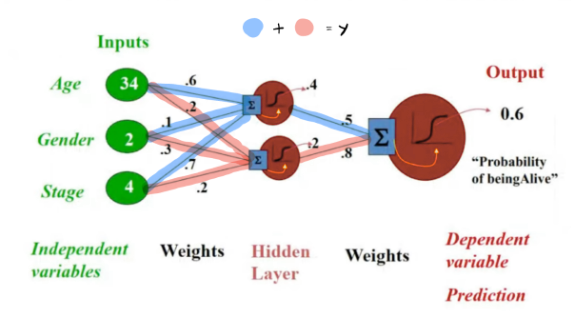 + = y
Inputs
Output
Age 34 .6 .4
.2
Gender 2 .1 .5 0.6
.3 .2 .8
Stage 4 .7
.2
Σ
Σ
Σ
"Probability
of beingAlive"
Independent
variables
Weights
Hidden
Layer
Weights
Dependent
variable
Prediction